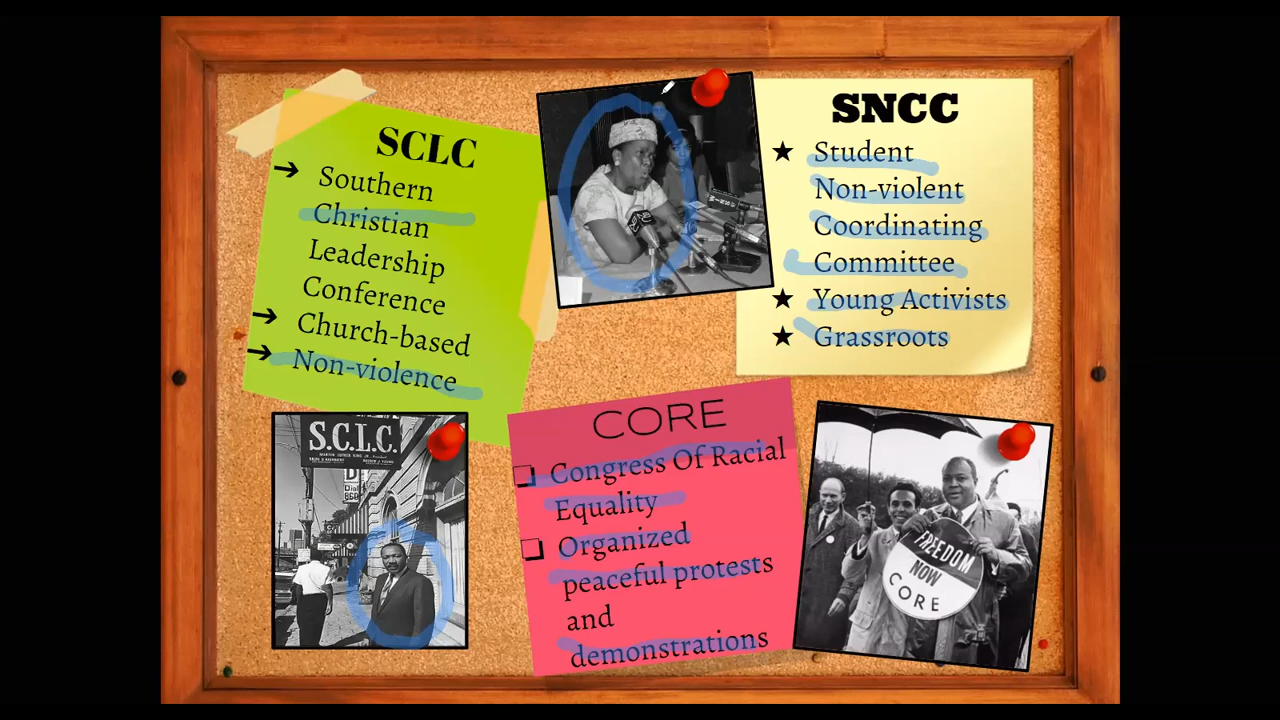 SCLC
Southern
Christian
Leadership
Conference
Church-based
Non-violence
SNCC
Student
Non-violent
Coordinating
Committee
Young Activists
Grassroots
S.C.L.C.
CORE
Congress Of Racial
Equality
Organized
peaceful protests
and
demonstrations
FREEDOM
NOW
CORE